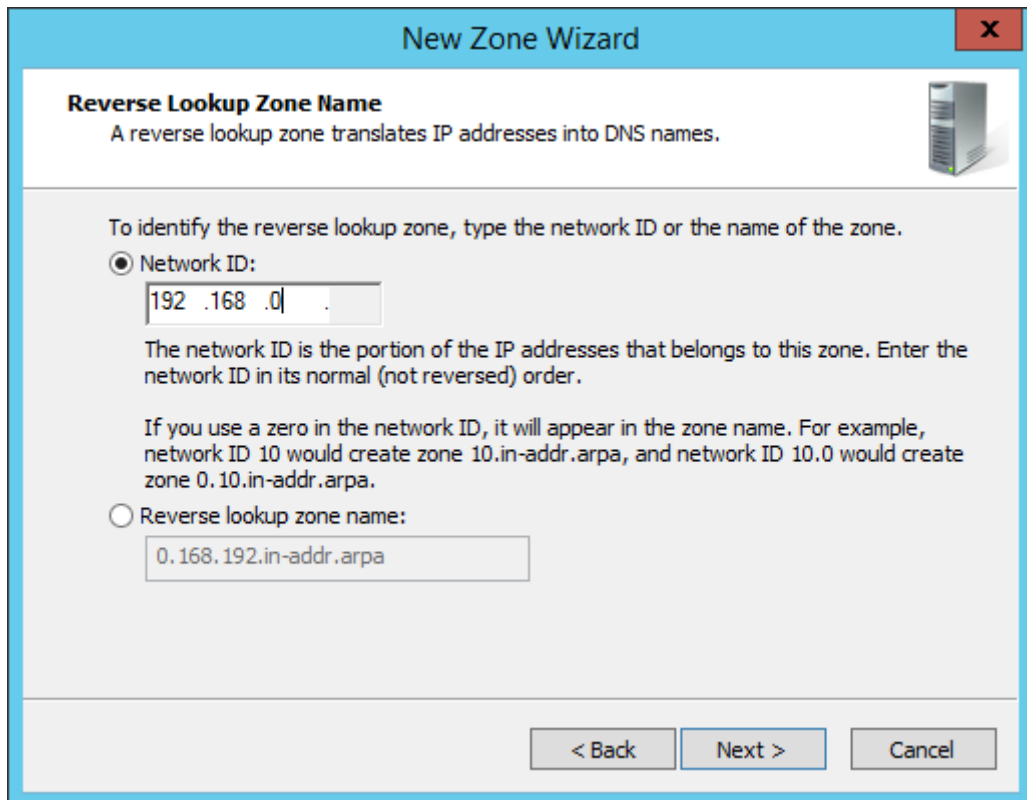 New Zone Wizard
x
Reverse Lookup Zone Name
A reverse lookup zone translates IP addresses into DNS names.
To identify the reverse lookup zone, type the network ID or the name of the zone.
Network ID:
192 .168 .0 .
The network ID is the portion of the IP addresses that belongs to this zone. Enter the
network ID in its normal (not reversed) order.
If you use a zero in the network ID, it will appear in the zone name. For example,
network ID 10 would create zone 10.in-addr.arpa, and network ID 10.0 would create
zone 0.10.in-addr.arpa.
Reverse lookup zone name:
0.168.192.in-addr.arpa
< Back Next > Cancel